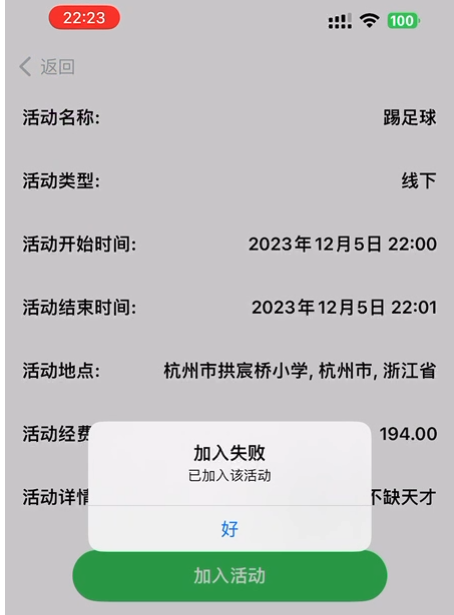 22:23
100
返回
活动名称: 踢足球
活动类型: 线下
活动开始时间: 2023年12月5日 22:00
活动结束时间: 2023年12月5日 22:01
活动地点: 杭州市拱宸桥小学, 杭州市, 浙江省
活动经费 194.00
加入失败
已加入该活动
活动详情 不缺天才
好
加入活动